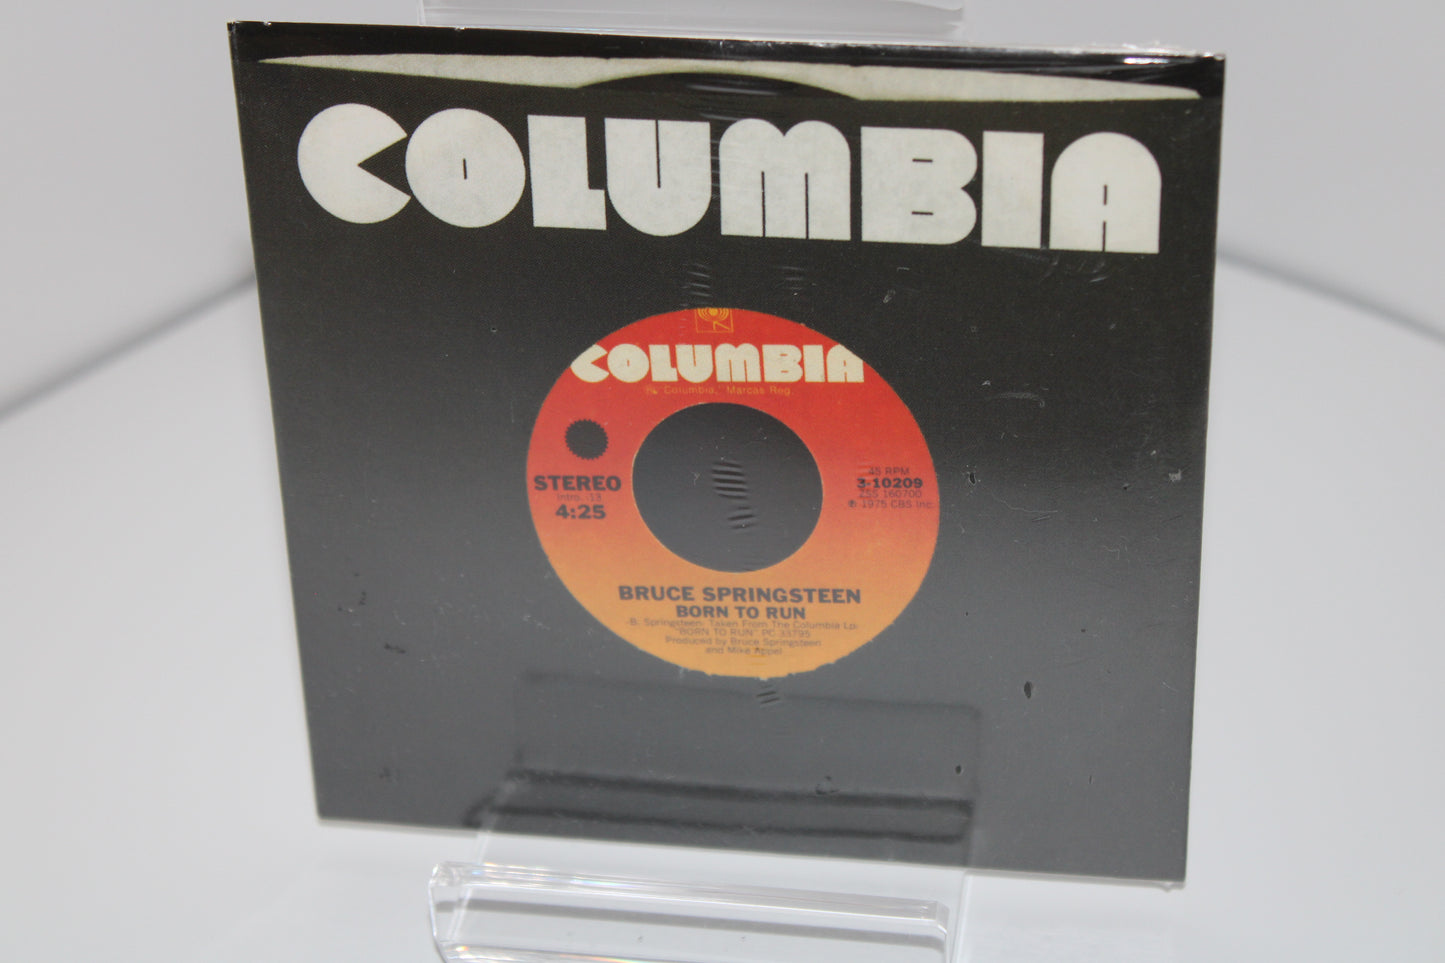 COLUMBIA
COLUMBIA
"Columbia," Marcas Reg.
STEREO
Intro. :13
4:25
45 RPM
3-10209
ZSS 160700
℗ 1975 CBS Inc.
BRUCE SPRINGSTEEN
BORN TO RUN
-B. Springsteen- Taken From The Columbia Lp:
"BORN TO RUN" PC 33795
Produced by Bruce Springsteen
and Mike Appel